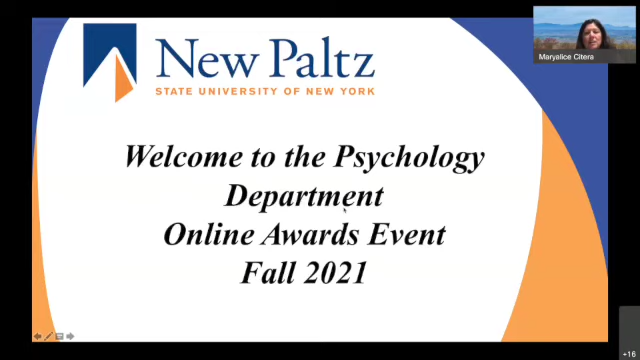 New Paltz
STATE UNIVERSITY OF NEW YORK
Maryalice Citera
Welcome to the Psychology
Department
Online Awards Event
Fall 2021
+16